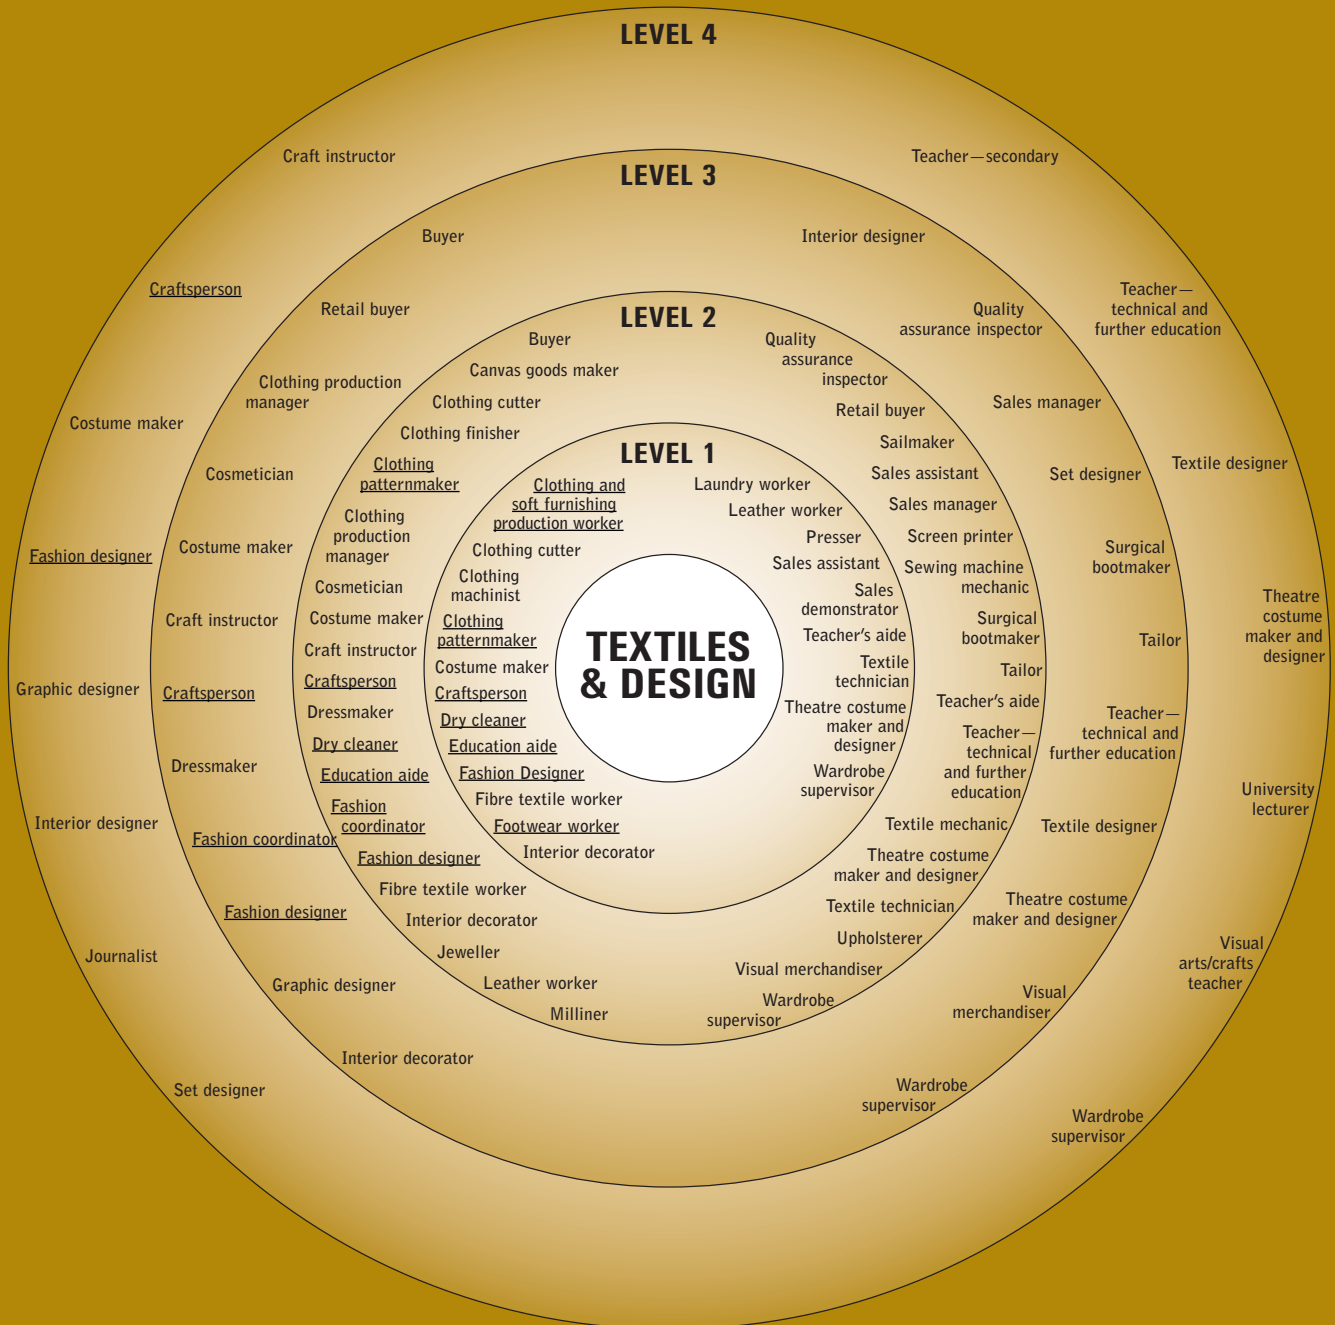 LEVEL 4
Craft instructor
Craftsperson
Costume maker
Fashion designer
Graphic designer
Interior designer
Journalist
Set designer
Teacher—secondary
Teacher—
technical and
further education
Textile designer
Theatre
costume
maker and
designer
University
lecturer
Visual
arts/crafts
teacher
Wardrobe
supervisor
LEVEL 3
Buyer
Retail buyer
Clothing production
manager
Cosmetician
Costume maker
Craft instructor
Craftsperson
Dressmaker
Fashion coordinator
Fashion designer
Graphic designer
Interior decorator
Interior designer
Quality
assurance inspector
Sales manager
Set designer
Surgical
bootmaker
Tailor
Teacher—
technical and
further education
Textile designer
Theatre costume
maker and designer
Visual
merchandiser
Wardrobe
supervisor
LEVEL 2
Buyer
Canvas goods maker
Clothing cutter
Clothing finisher
Clothing
patternmaker
Clothing
production
manager
Cosmetician
Costume maker
Craft instructor
Craftsperson
Dressmaker
Dry cleaner
Education aide
Fashion
coordinator
Fashion designer
Fibre textile worker
Interior decorator
Jeweller
Leather worker
Milliner
Quality
assurance
inspector
Retail buyer
Sailmaker
Sales assistant
Sales manager
Screen printer
Sewing machine
mechanic
Surgical
bootmaker
Tailor
Teacher's aide
Teacher—
technical
and further
education
Textile mechanic
Theatre costume
maker and designer
Textile technician
Upholsterer
Visual merchandiser
Wardrobe
supervisor
LEVEL 1
Clothing and
soft furnishing
production worker
Clothing cutter
Clothing
machinist
Clothing
patternmaker
Costume maker
Craftsperson
Dry cleaner
Education aide
Fashion Designer
Fibre textile worker
Footwear worker
Interior decorator
Laundry worker
Leather worker
Presser
Sales assistant
Sales
demonstrator
Teacher's aide
Textile
technician
Theatre costume
maker and
designer
Wardrobe
supervisor
TEXTILES
& DESIGN